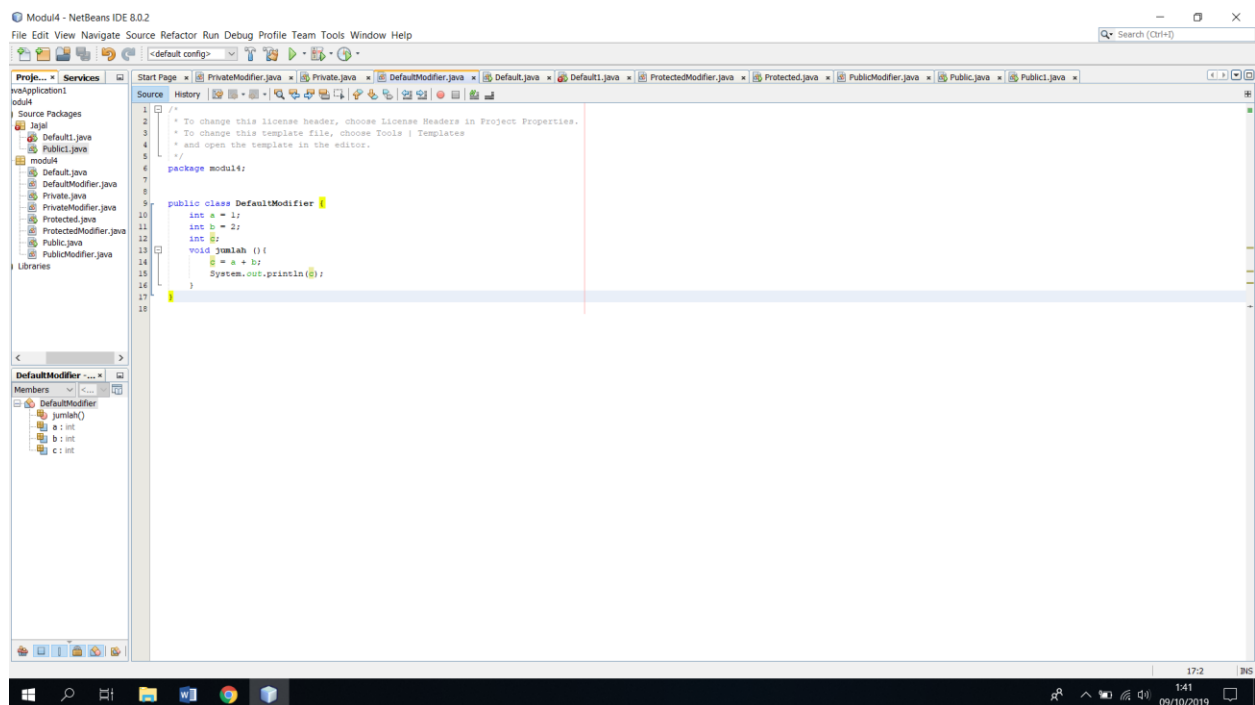 Modul4 - NetBeans IDE 8.0.2
File Edit View Navigate Source Refactor Run Debug Profile Team Tools Window Help
Search (Ctrl+I)
<default config>
Proje... × Services
Start Page × PrivateModifier.java × Private.java × DefaultModifier.java × Default.java × Default1.java × ProtectedModifier.java × Protected.java × PublicModifier.java × Public.java × Public1.java ×
Source History
vaApplication1
odul4
Source Packages
Jajal
Default1.java
Public1.java
modul4
Default.java
DefaultModifier.java
Private.java
PrivateModifier.java
Protected.java
ProtectedModifier.java
Public.java
PublicModifier.java
Libraries
1 /*
2 * To change this license header, choose License Headers in Project Properties.
3 * To change this template file, choose Tools | Templates
4 * and open the template in the editor.
5 */
6 package modul4;
7
8
9 public class DefaultModifier {
10 int a = 1;
11 int b = 2;
12 int c;
13 void jumlah (){
14 c = a + b;
15 System.out.println(c);
16 }
17 }
18
DefaultModifier -... ×
Members <...
DefaultModifier
jumlah()
a : int
b : int
c : int
17:2 INS
1:41
09/10/2019